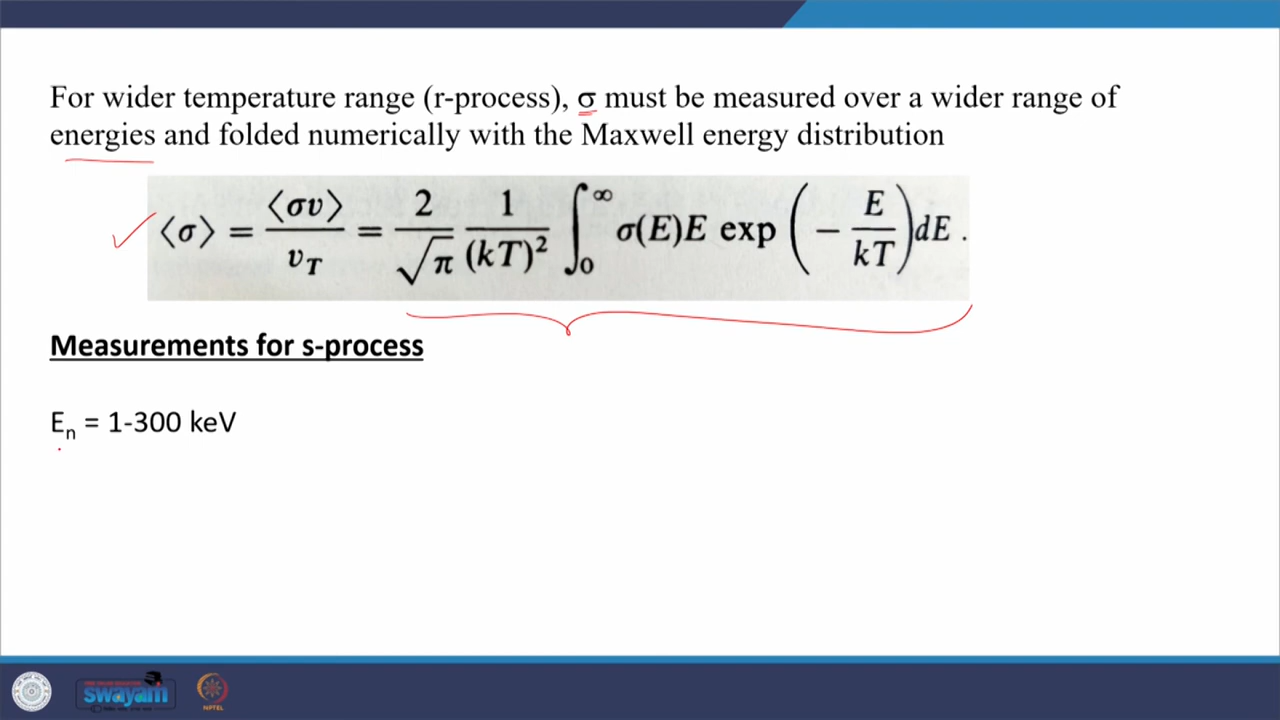 For wider temperature range (r-process), σ must be measured over a wider range of
energies and folded numerically with the Maxwell energy distribution
⟨σ⟩ = ⟨σv⟩ / v_T = 2/√π 1/(kT)² ∫₀^∞ σ(E)E exp(− E/kT)dE .
Measurements for s-process
Eₙ = 1-300 keV
swayam
NPTEL